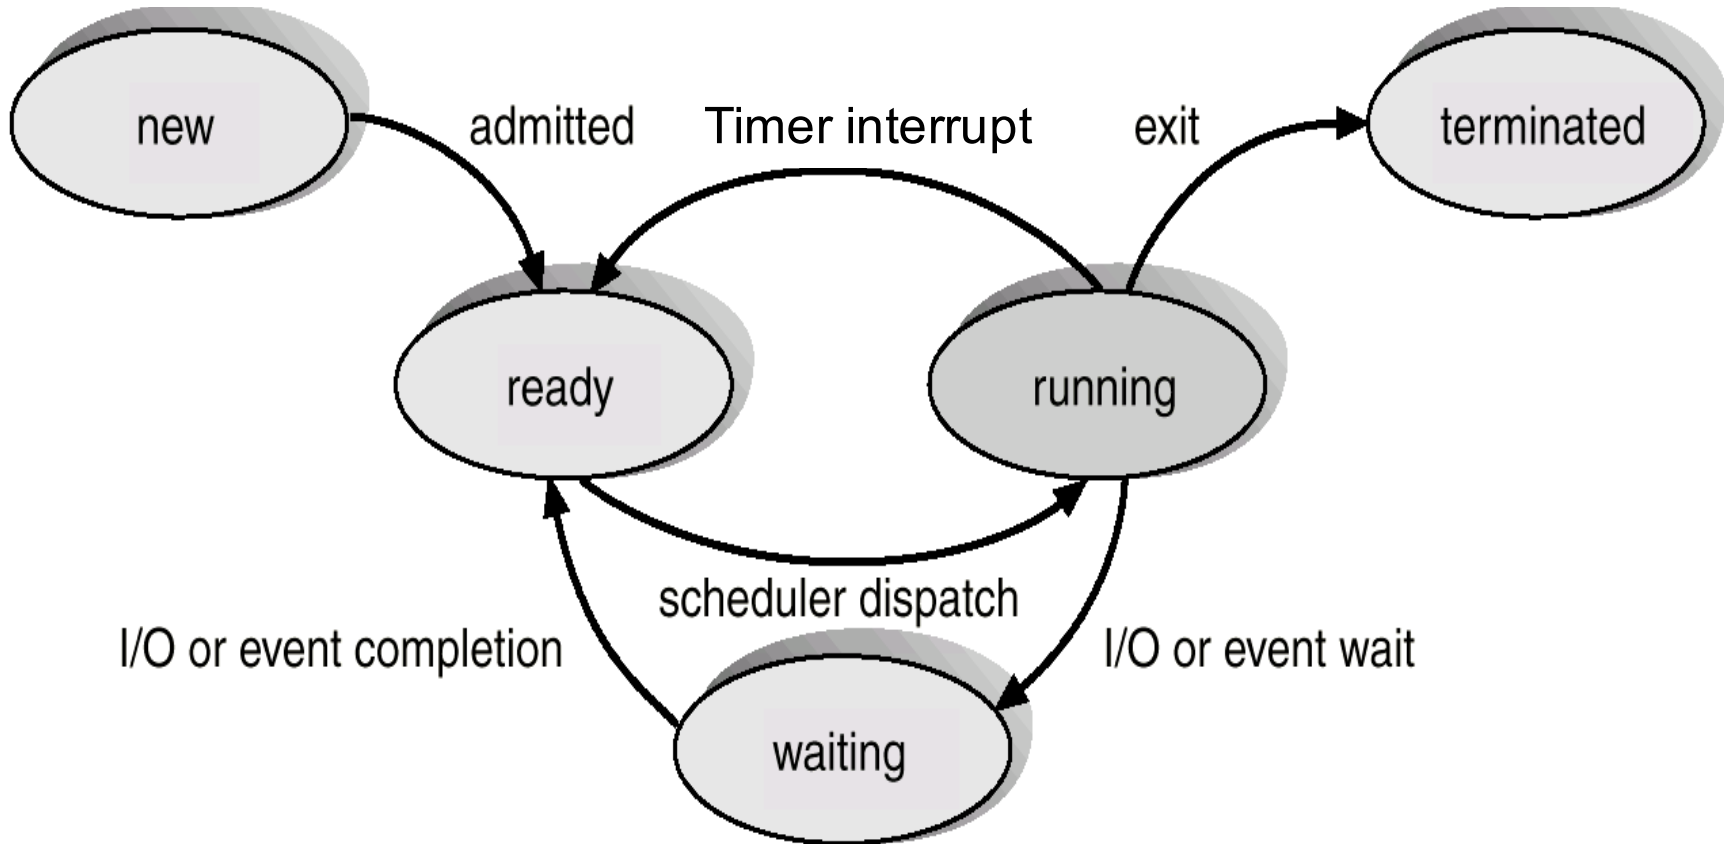 new
admitted
Timer interrupt
exit
terminated
ready
running
scheduler dispatch
I/O or event completion
I/O or event wait
waiting